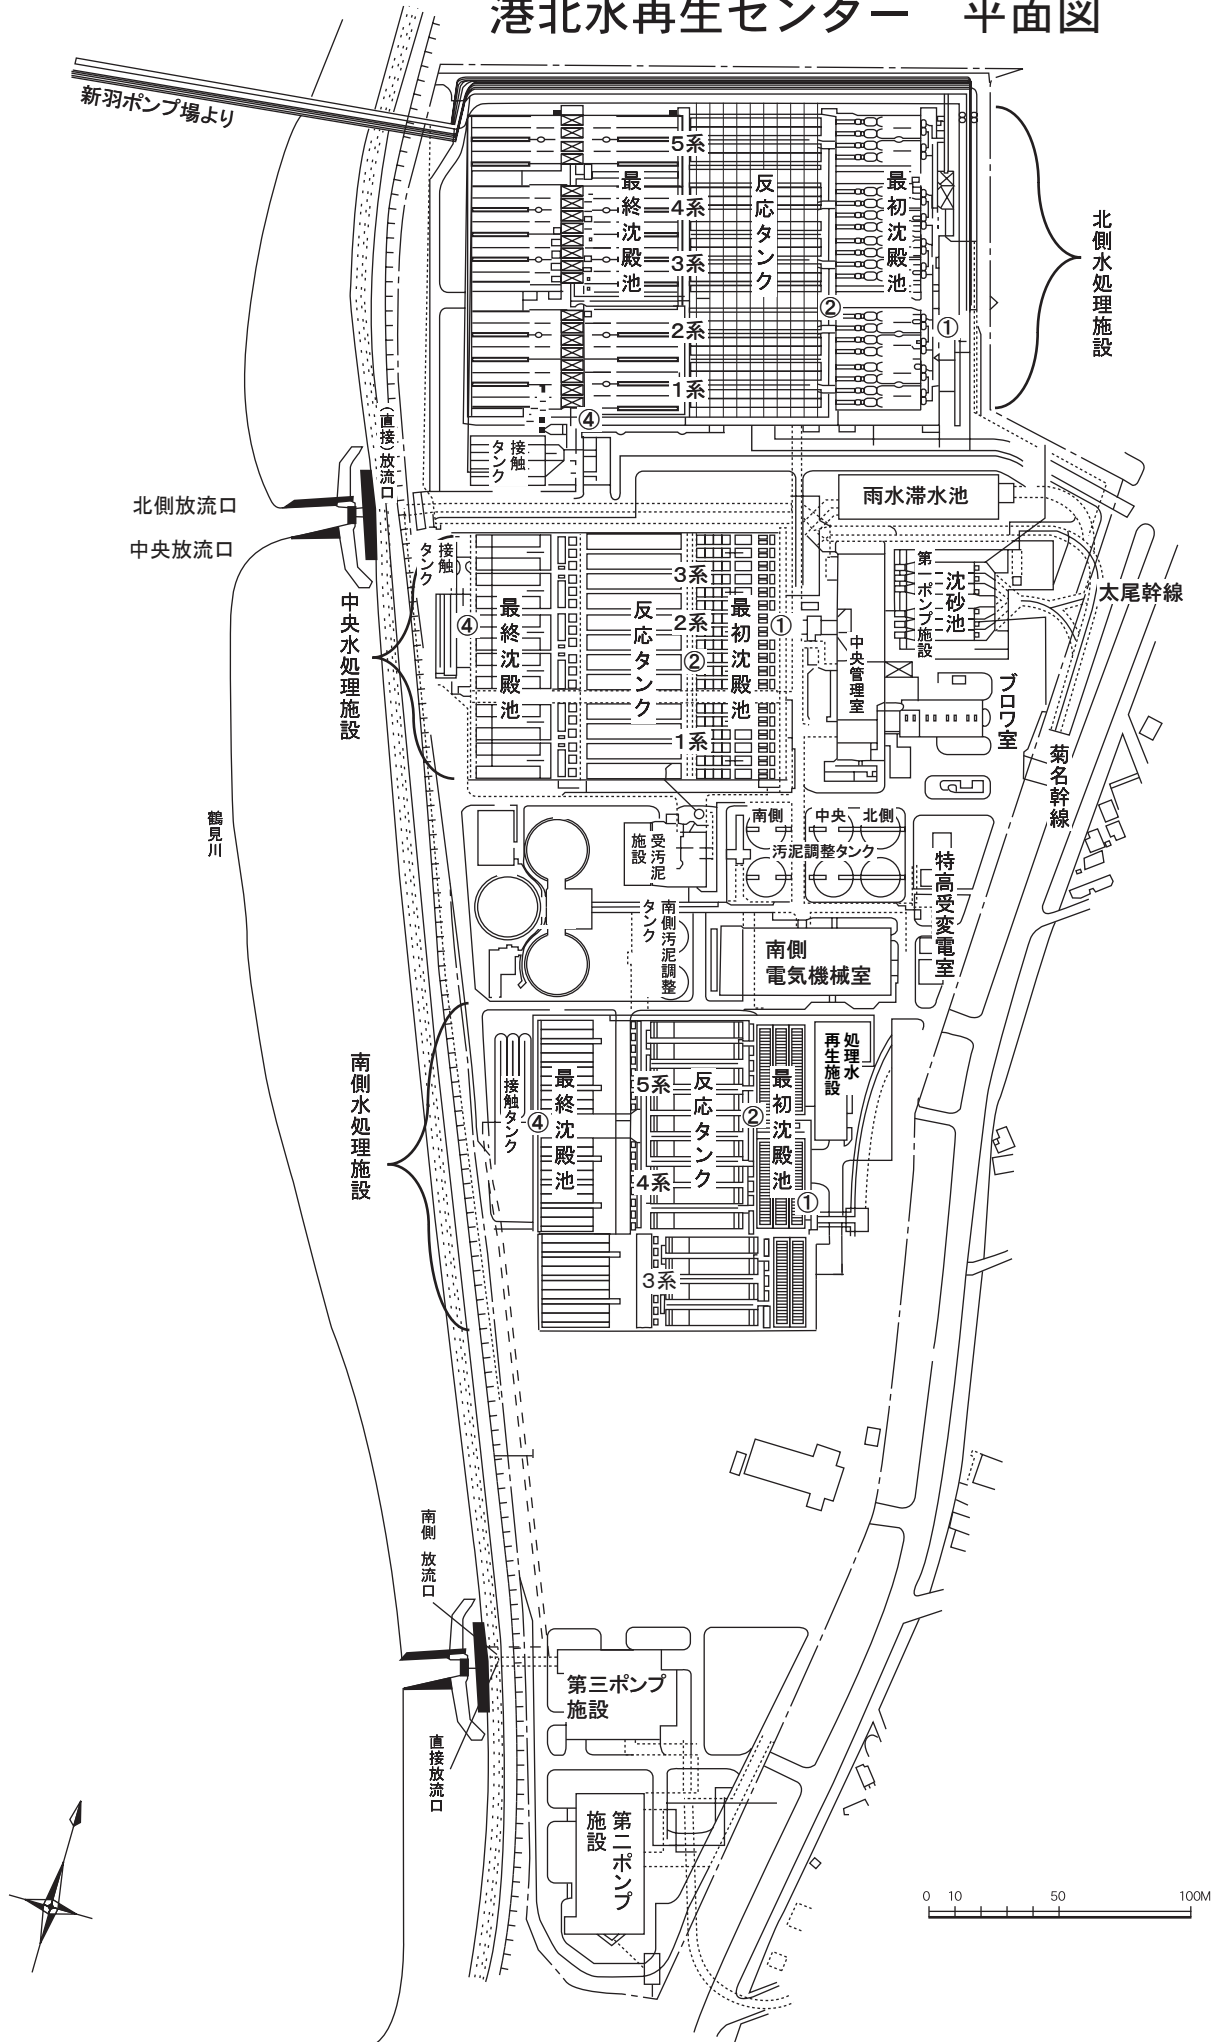 港北水再生センター　平面図
新羽ポンプ場より
5系
4系
3系
2系
1系
最終沈殿池
反応タンク
最初沈殿池
②
①
④
北側水処理施設
接触
タンク
(直接)放流口
北側放流口
中央放流口
雨水滞水池
接触
タンク
中央水処理施設
④
最終沈殿池
反応タンク
3系
2系
1系
②
最初沈殿池
①
中央管理室
第一ポンプ施設
沈砂池
太尾幹線
ブロワ室
菊名幹線
鶴見川
受汚泥
施設
南側
中央
北側
汚泥調整タンク
特高受変電室
南側汚泥調整
タンク
南側
電気機械室
南側水処理施設
接触タンク
④
最終沈殿池
5系
4系
3系
反応タンク
②
最初沈殿池
①
処理水
再生施設
南側 放流口
直接放流口
第三ポンプ
施設
第二ポンプ
施設
0 10 50 100M